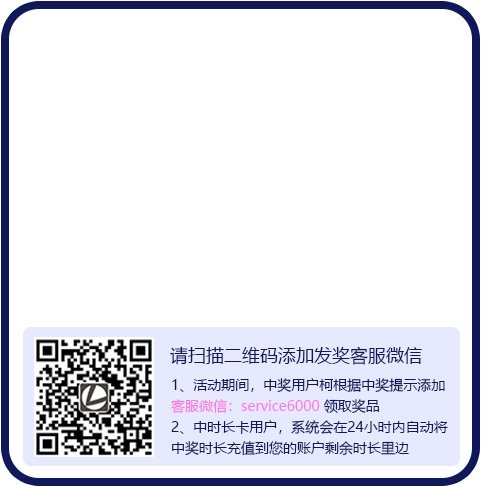 请扫描二维码添加发奖客服微信
1、活动期间，中奖用户柯根据中奖提示添加
客服微信：service6000 领取奖品
2、中时长卡用户，系统会在24小时内自动将
中奖时长充值到您的账户剩余时长里边